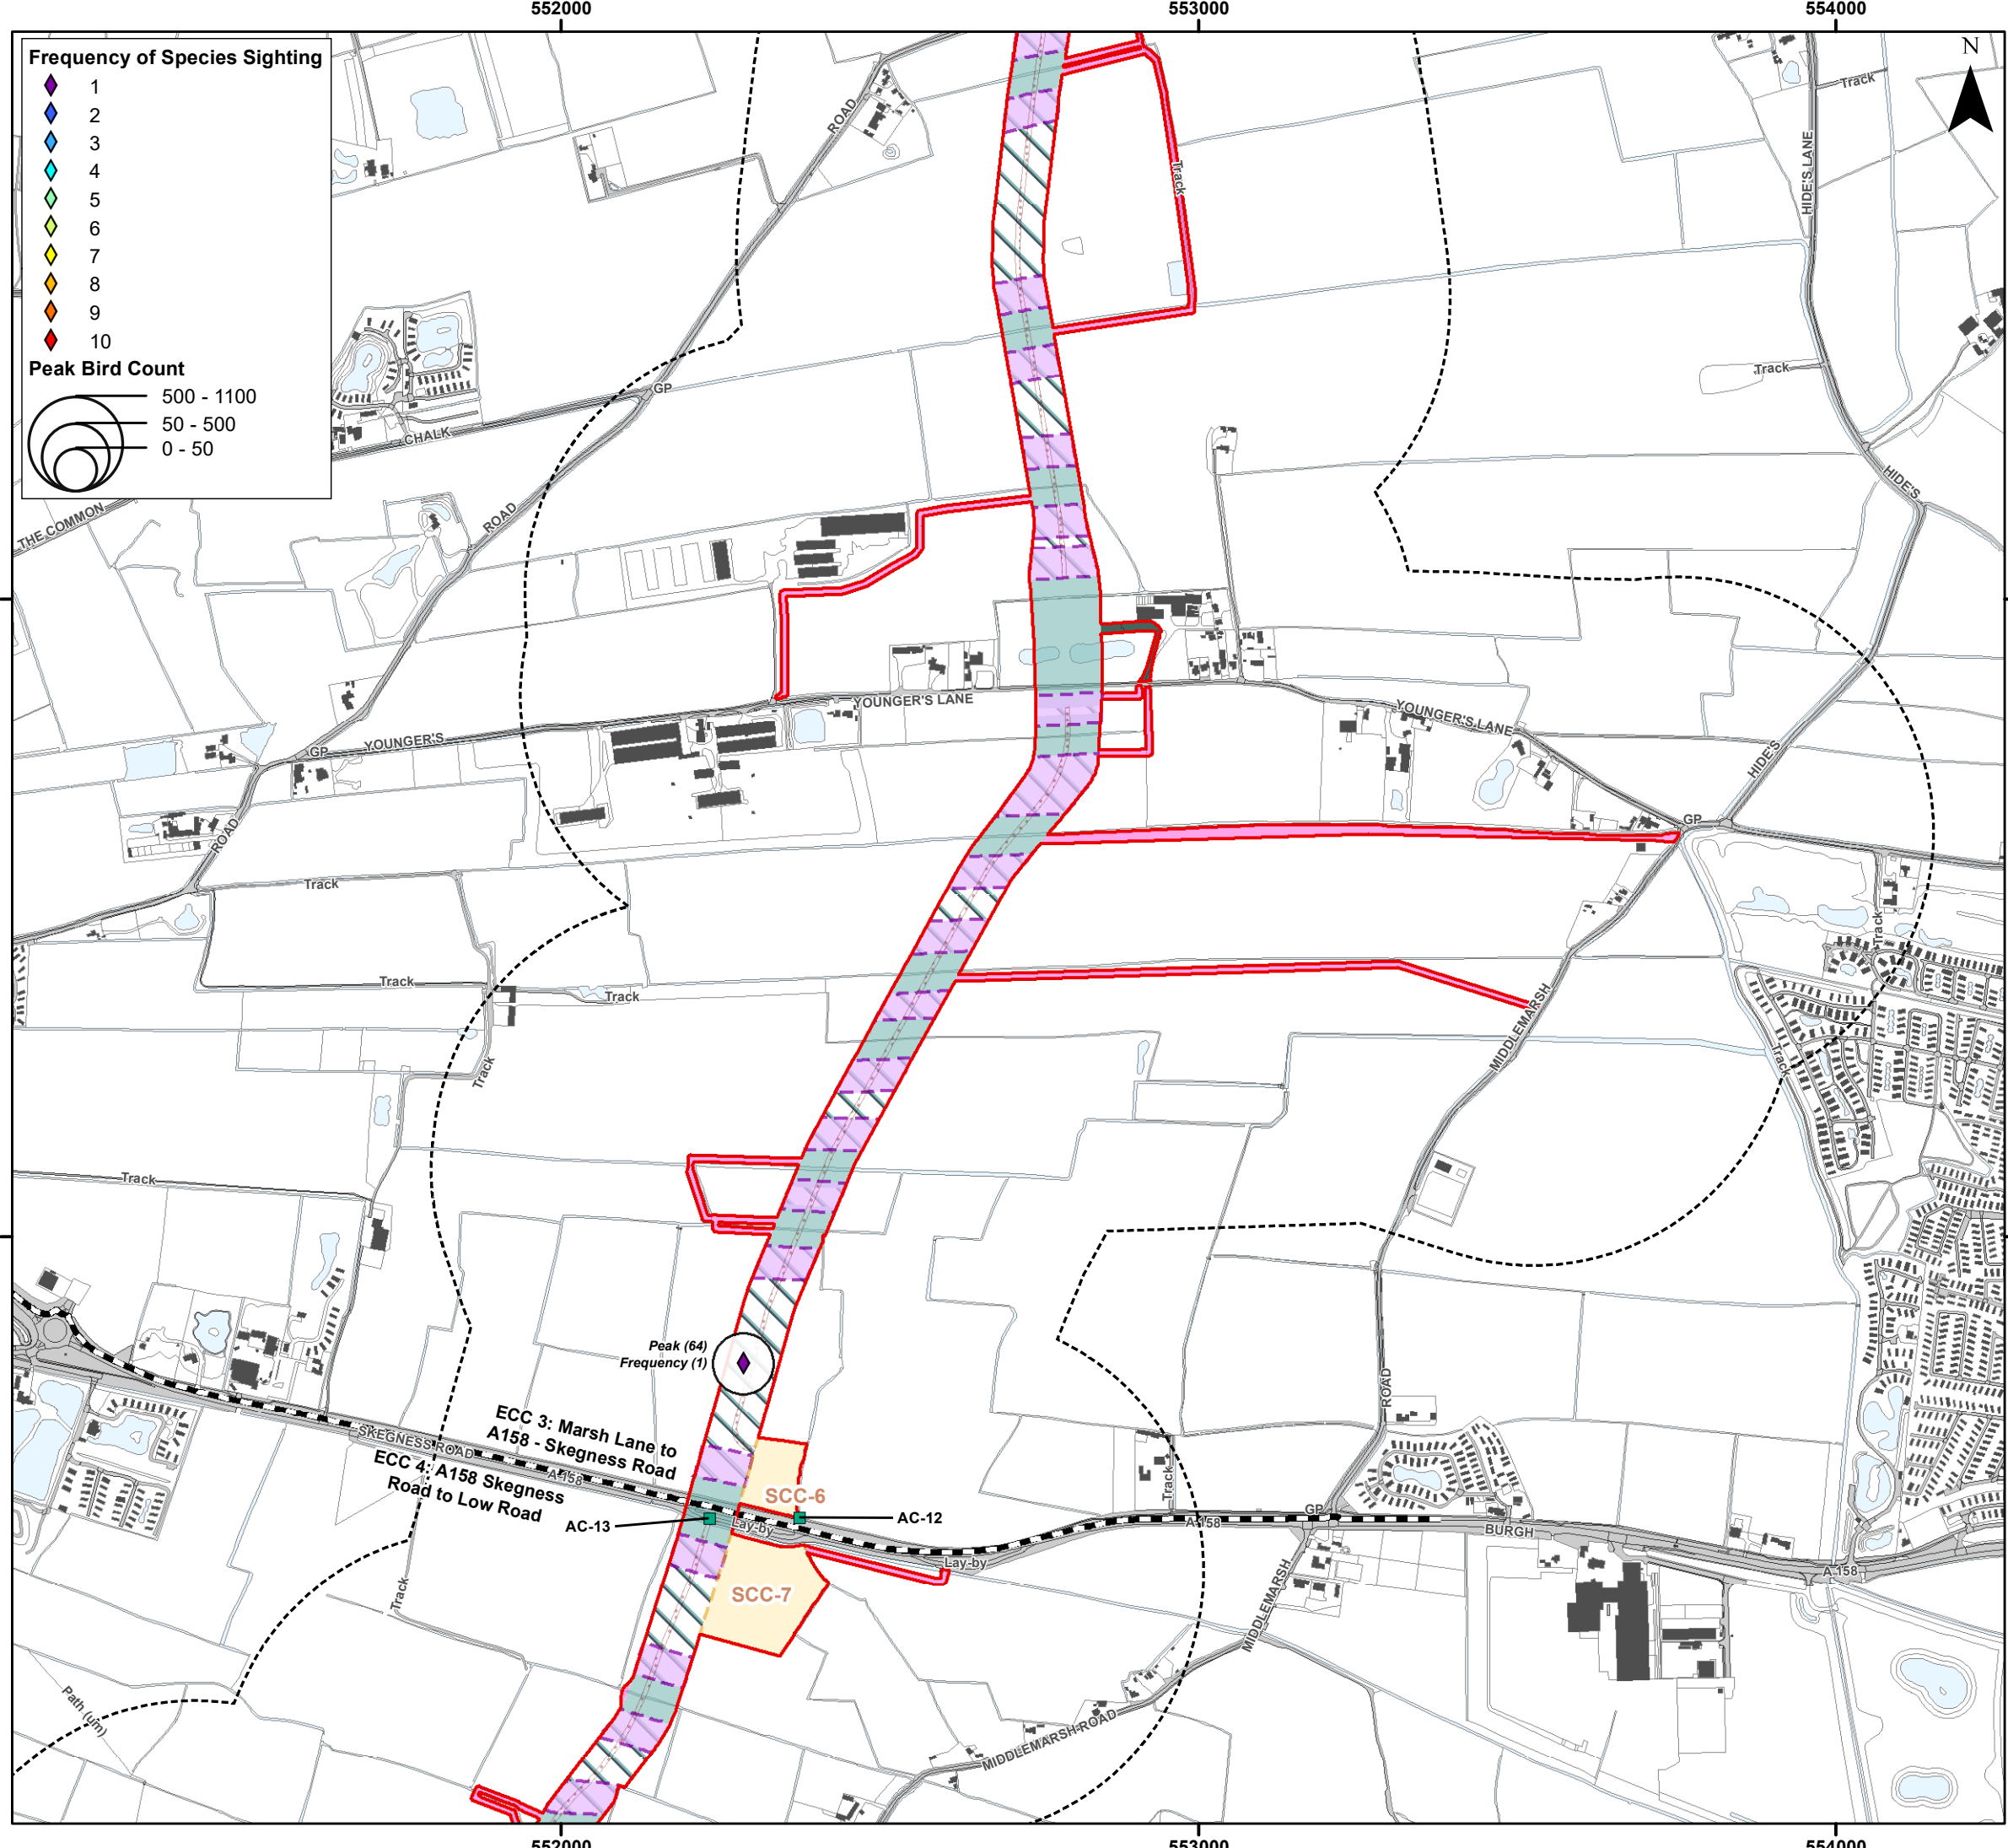 552000
553000
554000
Frequency of Species Sighting
1
2
3
4
5
6
7
8
9
10
Peak Bird Count
500 - 1100
50 - 500
0 - 50
N
Track
ROAD
HIDE'S LANE
Track
Track
GP
CHALK
HIDE'S
ROAD
THE COMMON
YOUNGER'S LANE
YOUNGER'S LANE
YOUNGER'S
GP
HIDE'S
GP
ROAD
Track
Track
Track
Track
MIDDLEMARSH
Track
Track
Track
Peak (64)
Frequency (1)
ROAD
ECC 3: Marsh Lane to
A158 - Skegness Road
SKEGNESS ROAD
A 158
ECC 4: A158 Skegness
Road to Low Road
SCC-6
Track
GP
AC-13
AC-12
Lay-by
A 158
BURGH
Lay-by
A 158
SCC-7
Track
MIDDLEMARSH
Path (um)
MIDDLEMARSH ROAD
552000
553000
554000